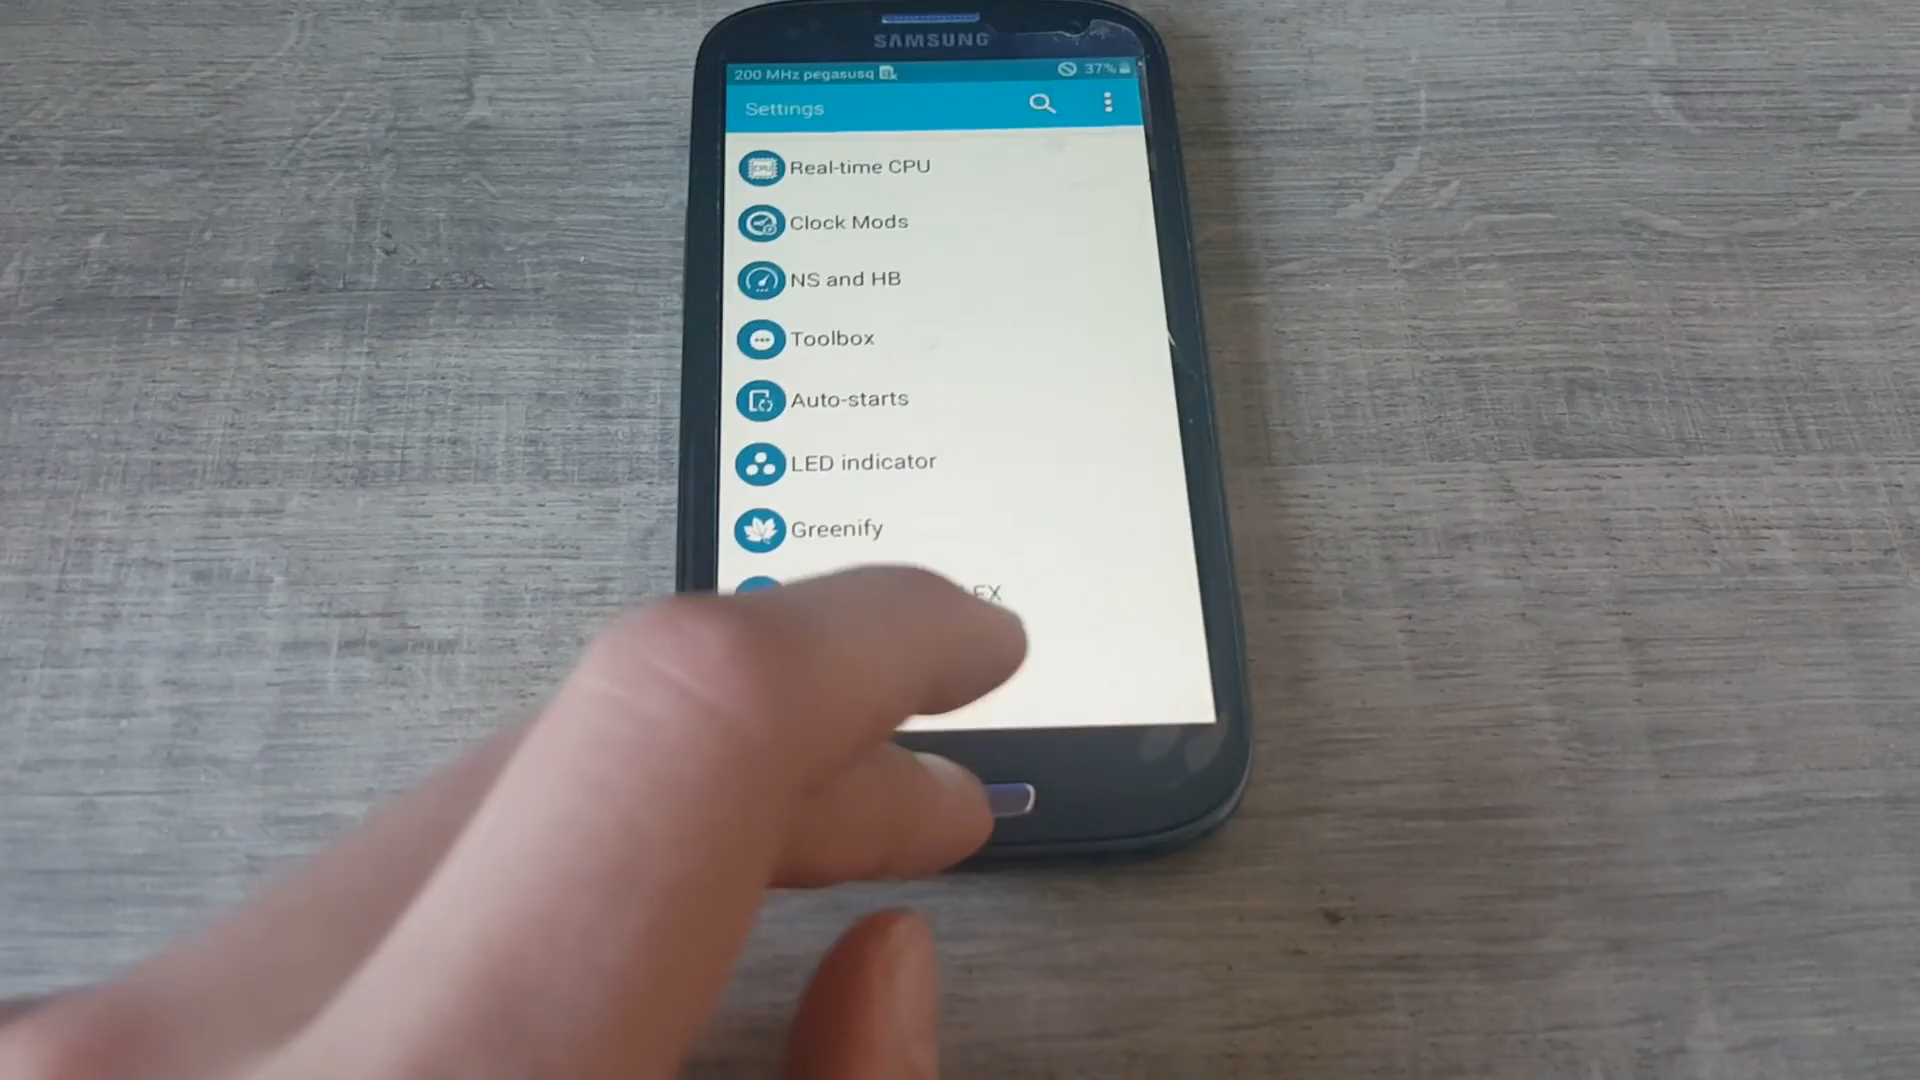 SAMSUNG
200 MHz pegasusq 37%
Settings
Real-time CPU
Clock Mods
NS and HB
Toolbox
Auto-starts
LED indicator
Greenify